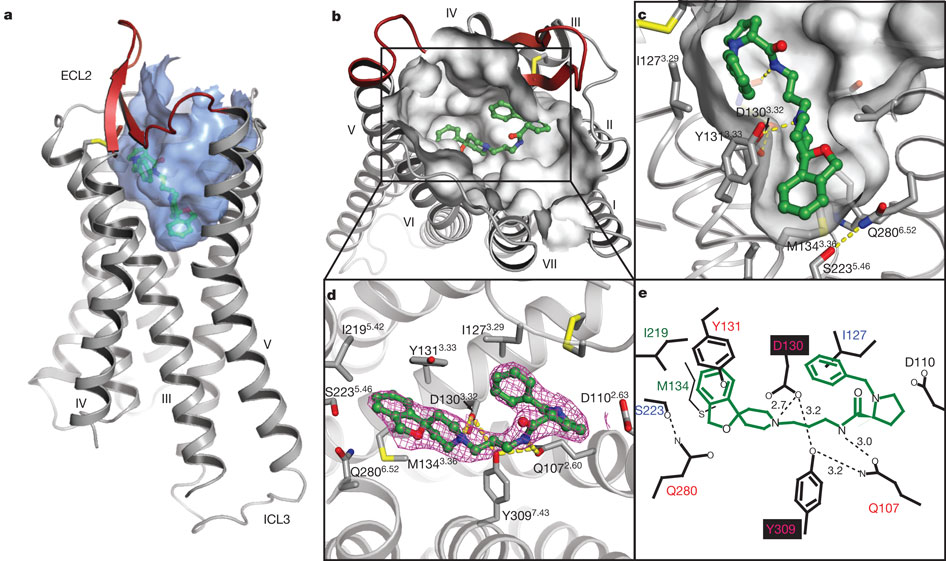 a
ECL2
IV
III
V
ICL3
b
IV
III
V
II
I
VI
VII
c
I127^3.29
D130^3.32
Y131^3.33
M134^3.36
Q280^6.52
S223^5.46
d
I219^5.42
I127^3.29
Y131^3.33
S223^5.46
D130^3.32
D110^2.63
Q280^6.52
M134^3.36
Q107^2.60
Y309^7.43
e
I219
Y131
D130
I127
D110
M134
S223
S
O
N
O
N
N
O
2.7
3.2
3.0
3.2
Q280
Y309
Q107